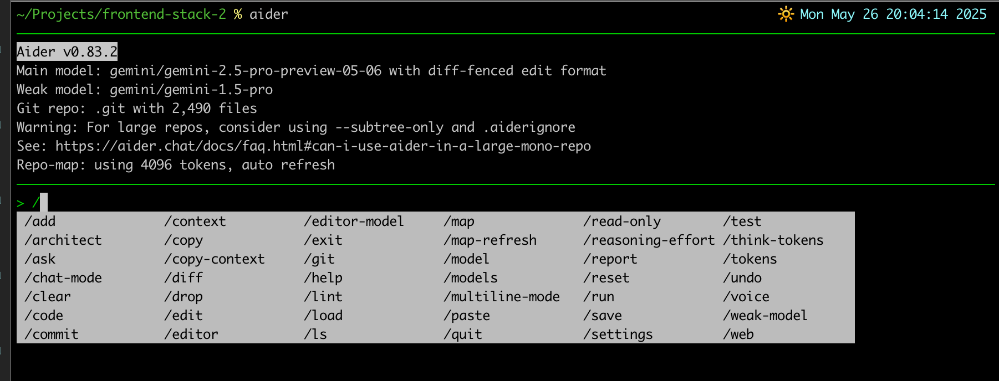 ~/Projects/frontend-stack-2 % aider Mon May 26 20:04:14 2025
Aider v0.83.2
Main model: gemini/gemini-2.5-pro-preview-05-06 with diff-fenced edit format
Weak model: gemini/gemini-1.5-pro
Git repo: .git with 2,490 files
Warning: For large repos, consider using --subtree-only and .aiderignore
See: https://aider.chat/docs/faq.html#can-i-use-aider-in-a-large-mono-repo
Repo-map: using 4096 tokens, auto refresh
> /
/add /context /editor-model /map /read-only /test
/architect /copy /exit /map-refresh /reasoning-effort /think-tokens
/ask /copy-context /git /model /report /tokens
/chat-mode /diff /help /models /reset /undo
/clear /drop /lint /multiline-mode /run /voice
/code /edit /load /paste /save /weak-model
/commit /editor /ls /quit /settings /web